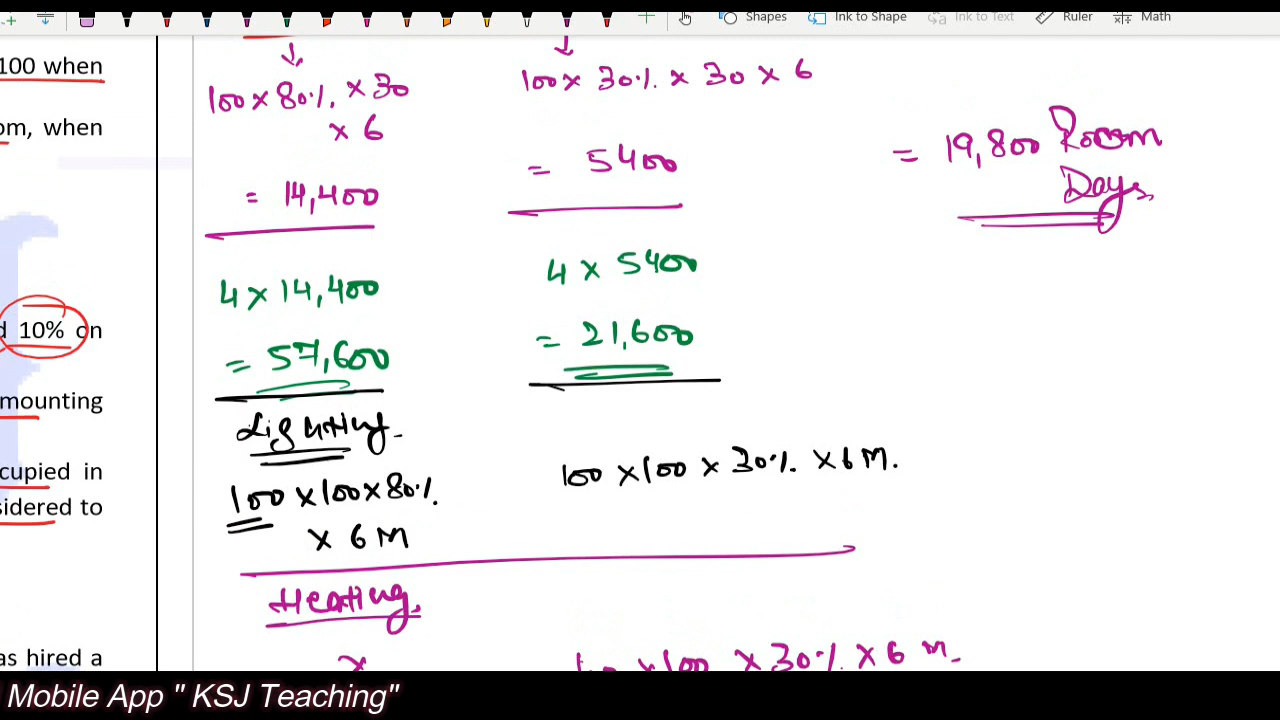 Shapes Ink to Shape Ink to Text Ruler Math
100 when
om, when
d 10% on
mounting
cupied in
sidered to
as hired a
100 x 80% x 30
x 6
= 14,400
4 x 14,400
= 57,600
Lighting.
100 x 100 x 80%
x 6 M
Heating.
x
100 x 30% x 30 x 6
= 5400
4 x 5400
= 21,600
100 x 100 x 30% x 6 M.
x 100 x 30% x 6 M.
= 19,800 Room
Days
Mobile App " KSJ Teaching"